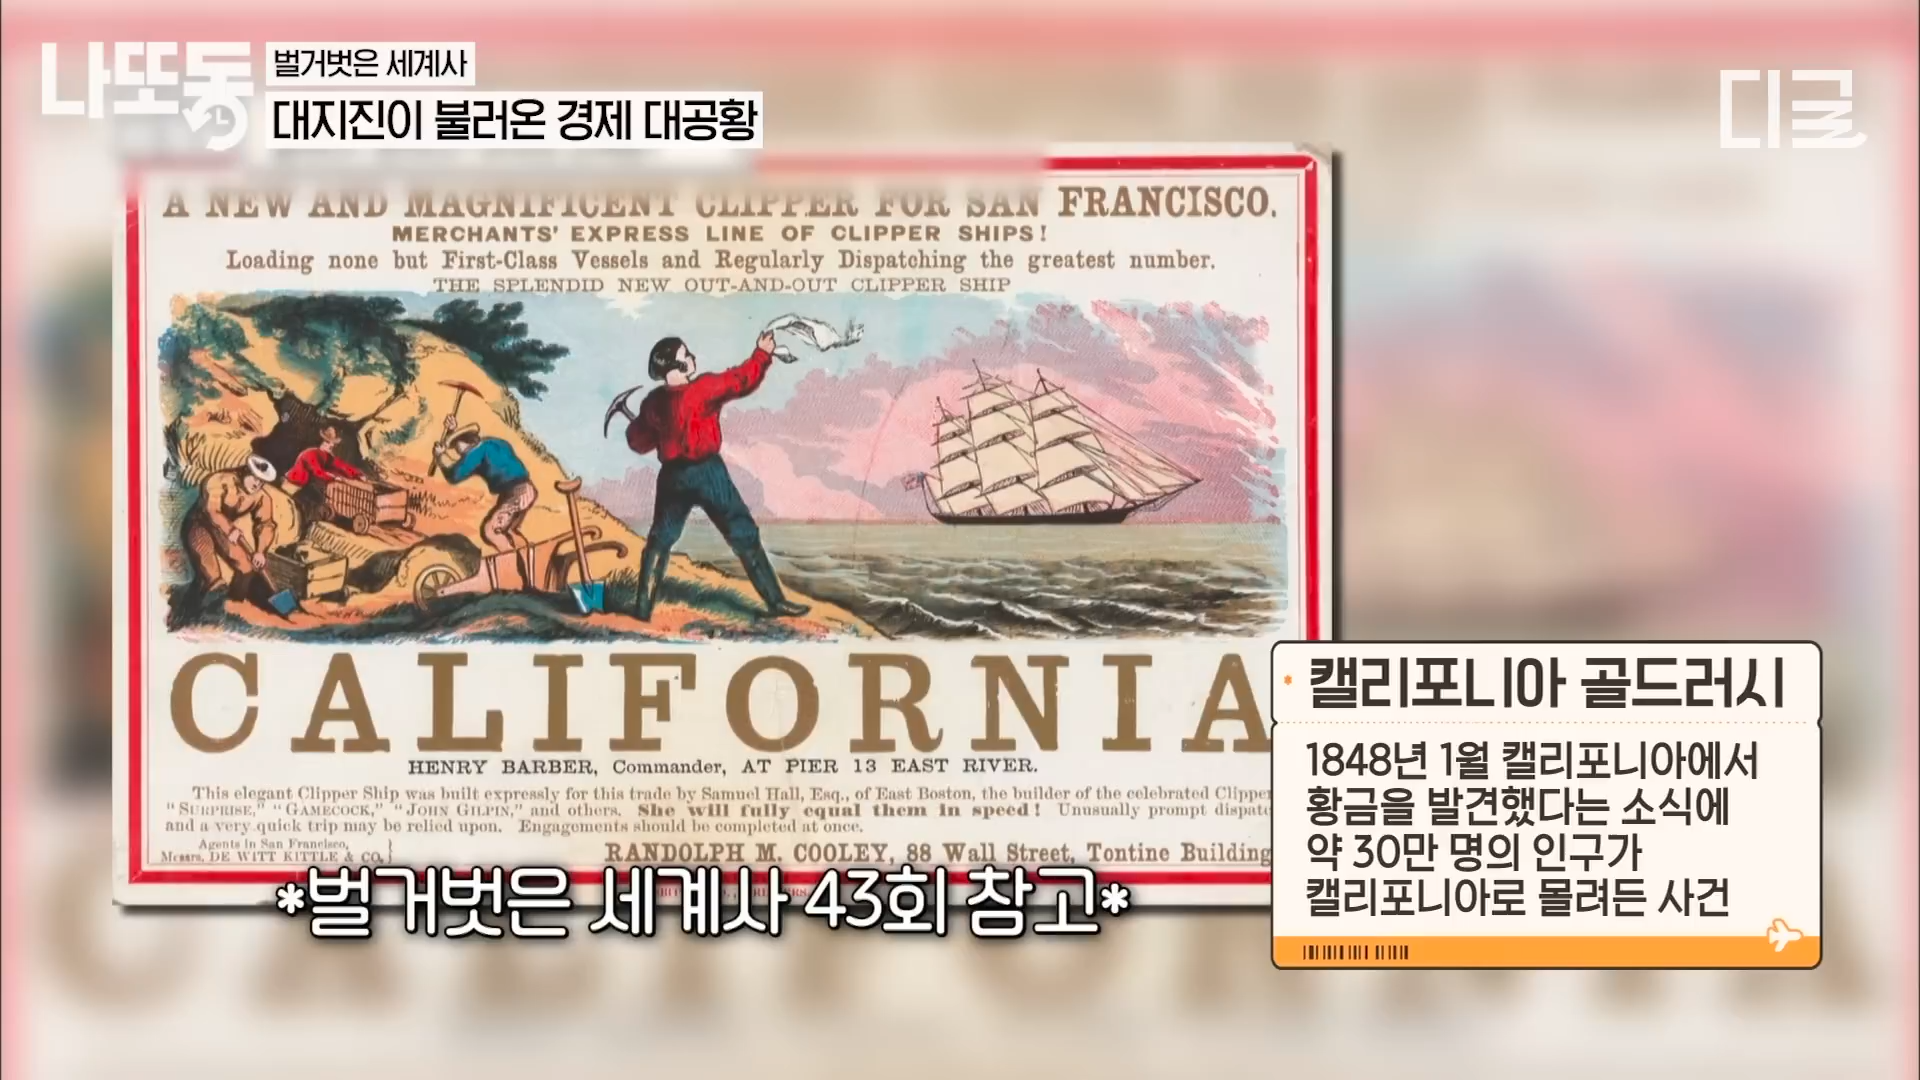 나또동
벌거벗은 세계사
대지진이 불러온 경제 대공황
디글
A NEW AND MAGNIFICENT CLIPPER FOR SAN FRANCISCO.
MERCHANTS' EXPRESS LINE OF CLIPPER SHIPS!
Loading none but First-Class Vessels and Regularly Dispatching the greatest number.
THE SPLENDID NEW OUT-AND-OUT CLIPPER SHIP
CALIFORNIA
HENRY BARBER, Commander, AT PIER 13 EAST RIVER.
This elegant Clipper Ship was built expressly for this trade by Samuel Hall, Esq., of East Boston, the builder of the celebrated Clipper
"SURPRISE," "GAMECOCK," "JOHN GILPIN," and others. She will fully equal them in speed! Unusually prompt
and a very quick trip may be relied upon. Engagements should be completed at once.
Agents in San Francisco,
Messrs. DE WITT KITTLE & CO.
RANDOLPH M. COOLEY, 88 Wall Street, Tontine Building
*벌거벗은 세계사 43회 참고*
캘리포니아 골드러시
1848년 1월 캘리포니아에서
황금을 발견했다는 소식에
약 30만 명의 인구가
캘리포니아로 몰려든 사건